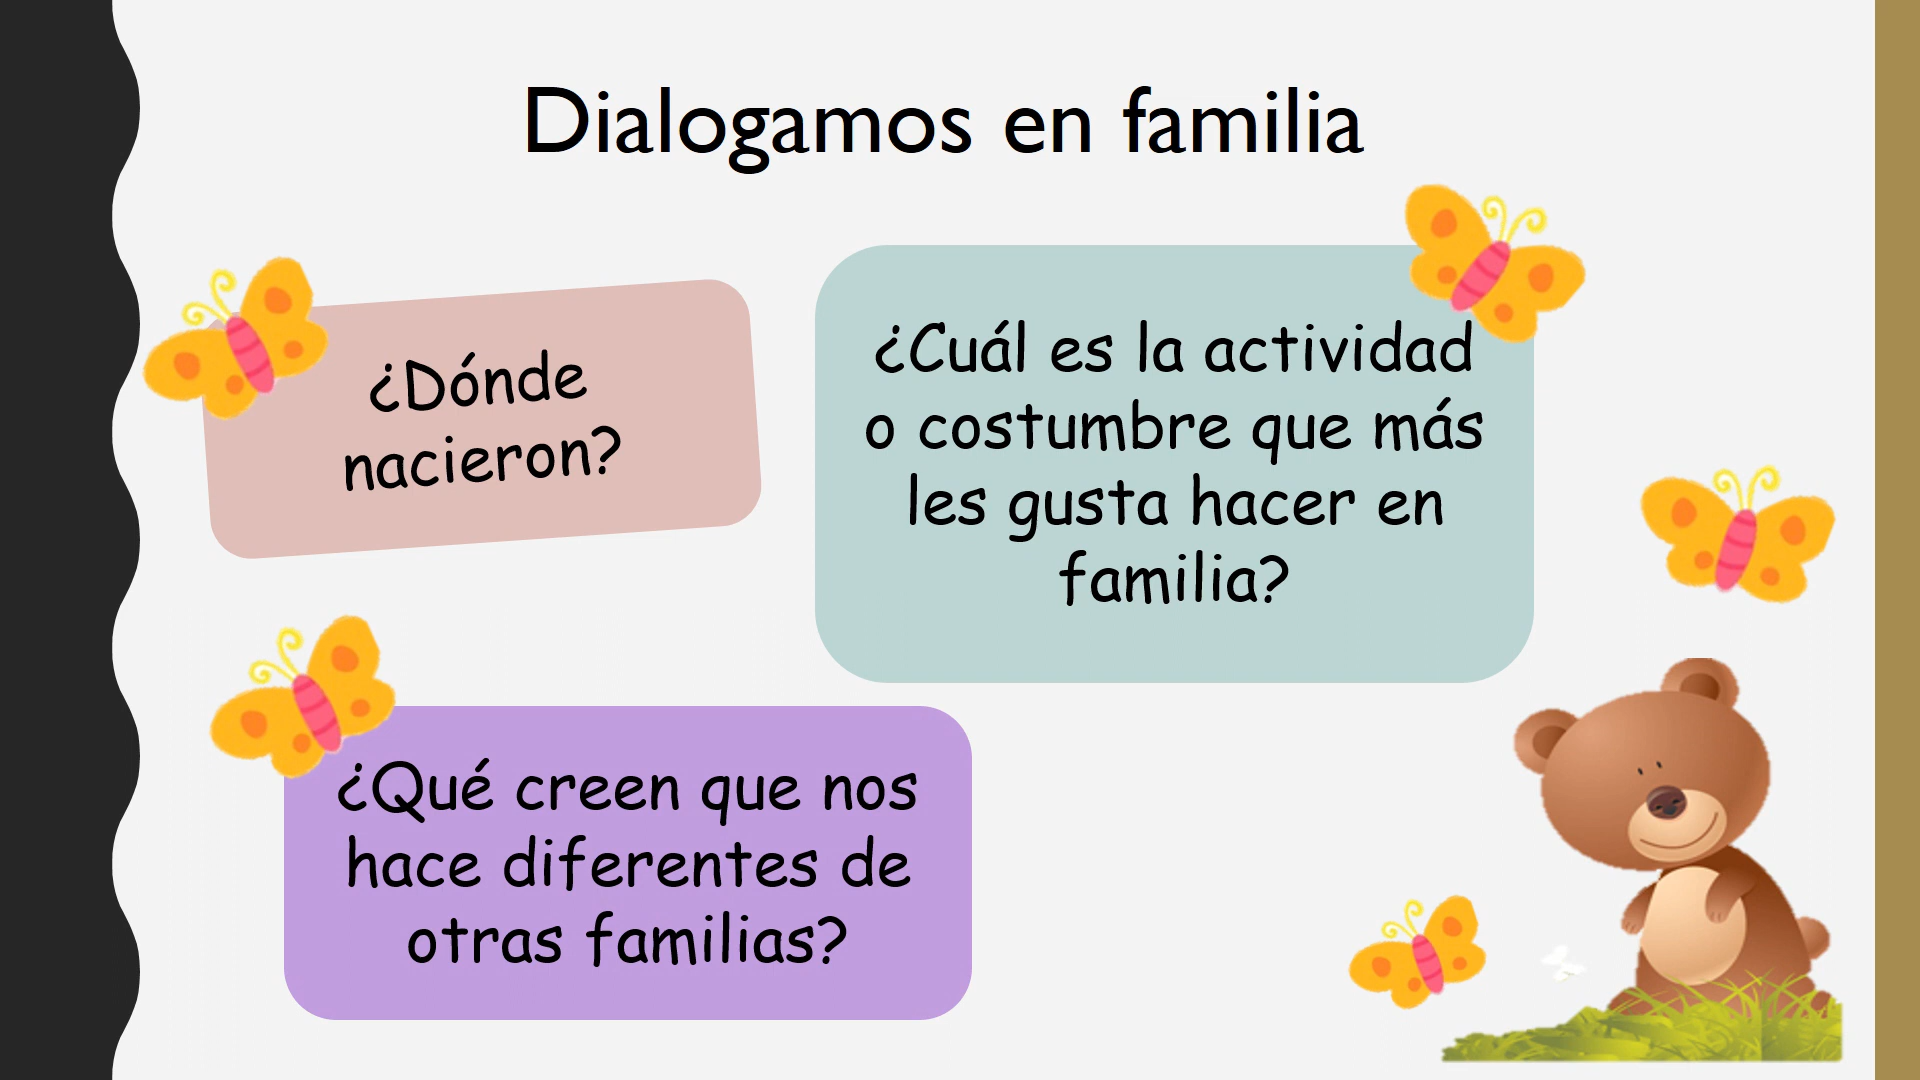 Dialogamos en familia
¿Dónde
nacieron?
¿Cuál es la actividad
o costumbre que más
les gusta hacer en
familia?
¿Qué creen que nos
hace diferentes de
otras familias?